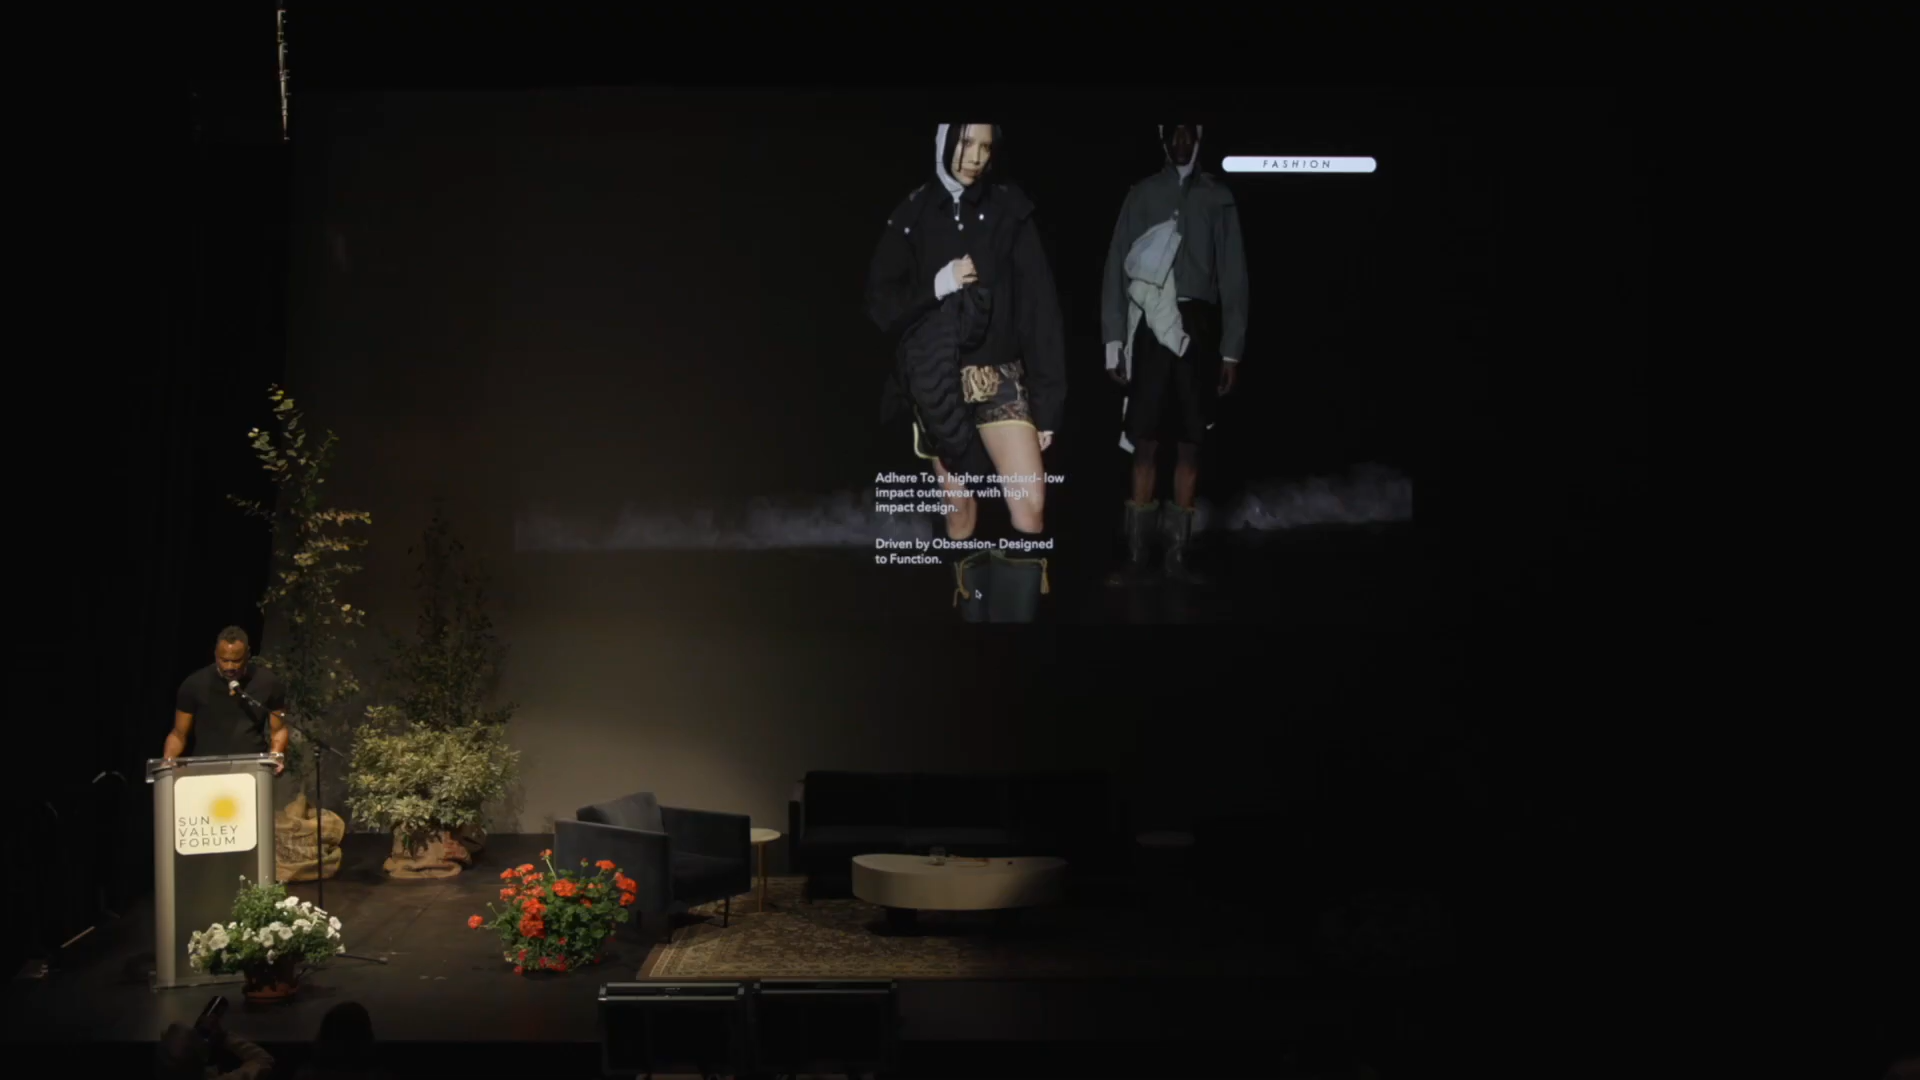 FASHION
Adhere To a higher standard- low
impact outerwear with high
impact design.
Driven by Obsession- Designed
to Function.
SUN
VALLEY
FORUM